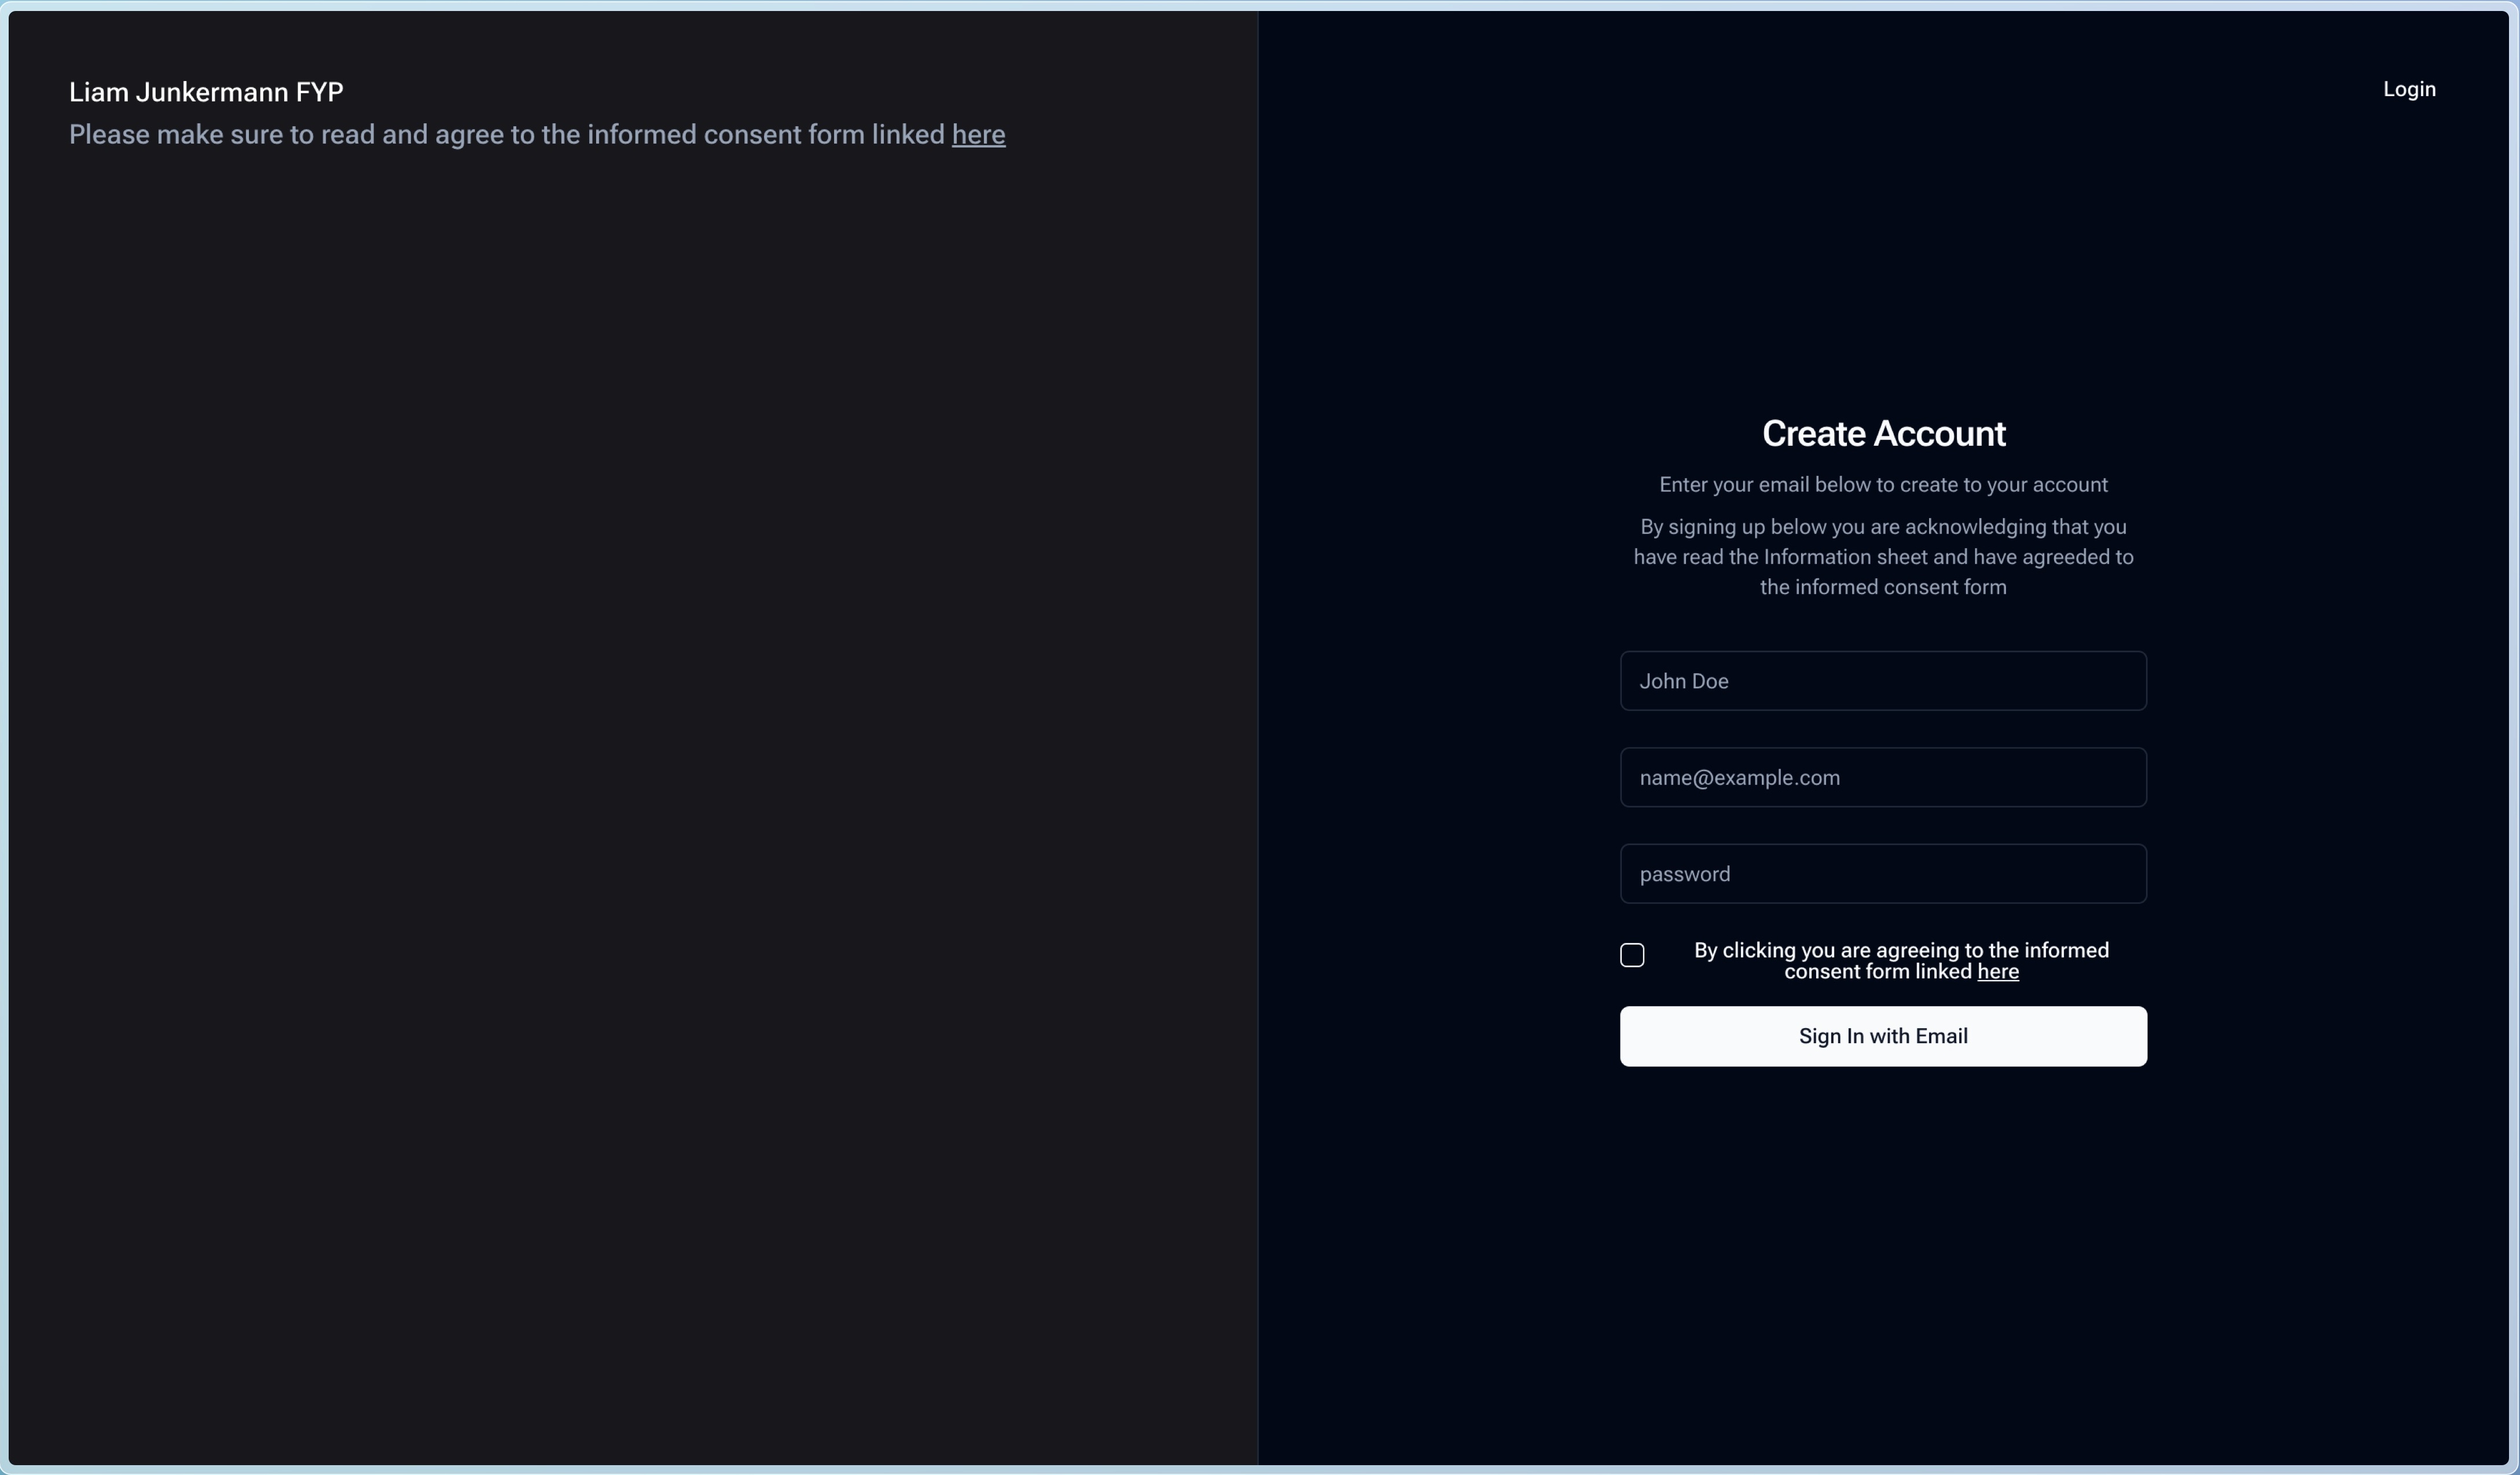 Liam Junkermann FYP
Please make sure to read and agree to the informed consent form linked here
Login
Create Account
Enter your email below to create to your account
By signing up below you are acknowledging that you
have read the Information sheet and have agreeded to
the informed consent form
John Doe
name@example.com
password
By clicking you are agreeing to the informed
consent form linked here
Sign In with Email